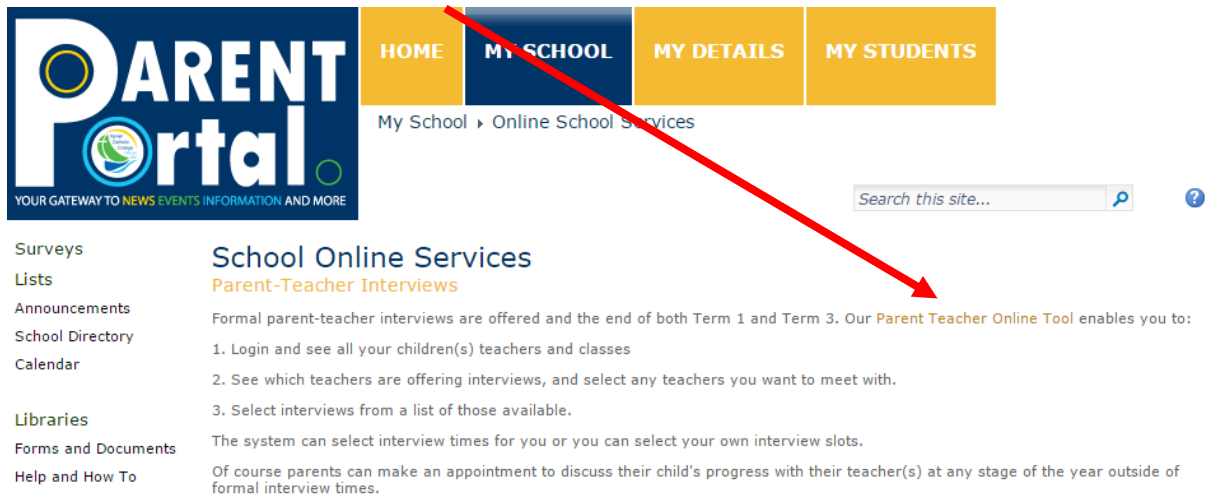 PARENT
Portal
YOUR GATEWAY TO NEWS EVENTS INFORMATION AND MORE
HOME
MY SCHOOL
MY DETAILS
MY STUDENTS
My School ▸ Online School Services
Search this site...
Surveys
Lists
Announcements
School Directory
Calendar
Libraries
Forms and Documents
Help and How To
School Online Services
Parent-Teacher Interviews
Formal parent-teacher interviews are offered and the end of both Term 1 and Term 3. Our Parent Teacher Online Tool enables you to:
1. Login and see all your children(s) teachers and classes
2. See which teachers are offering interviews, and select any teachers you want to meet with.
3. Select interviews from a list of those available.
The system can select interview times for you or you can select your own interview slots.
Of course parents can make an appointment to discuss their child's progress with their teacher(s) at any stage of the year outside of
formal interview times.